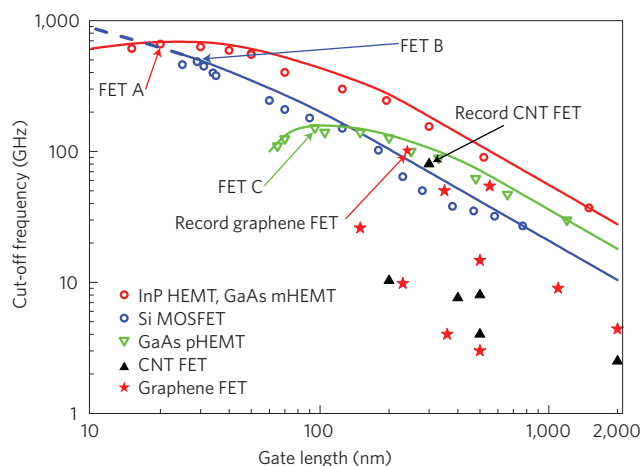 1,000
100
10
1
Cut-off frequency (GHz)
FET A
FET B
FET C
Record CNT FET
Record graphene FET
InP HEMT, GaAs mHEMT
Si MOSFET
GaAs pHEMT
CNT FET
Graphene FET
10
100
1,000
2,000
Gate length (nm)